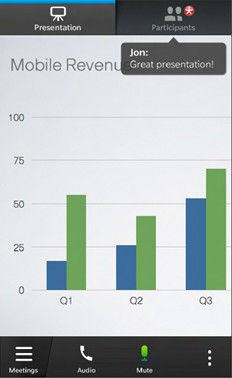 Presentation
Participants
Jon:
Great presentation!
Mobile Revenu
100
75
50
25
0
Q1
Q2
Q3
Meetings
Audio
Mute